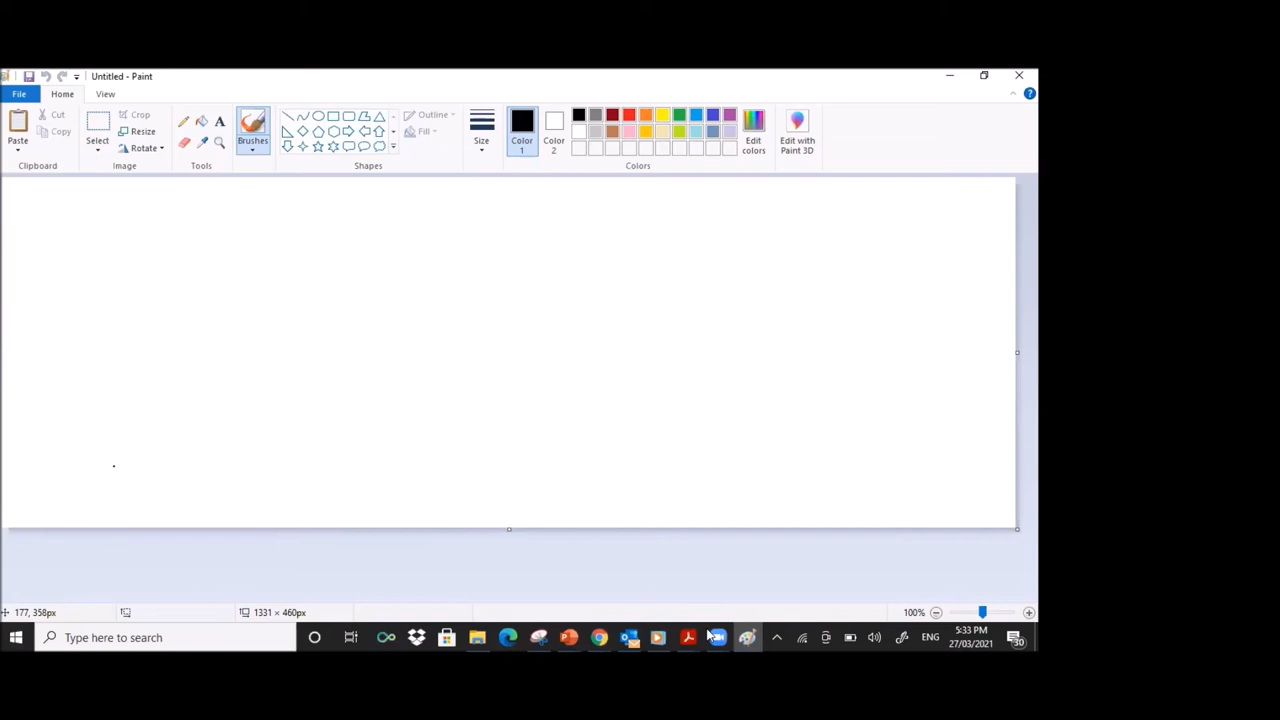 Untitled - Paint
File Home View
Paste
Cut
Copy
Clipboard
Select
Crop
Resize
Rotate
Image
A
Tools
Brushes
Outline
Fill
Shapes
Size
Color 1
Color 2
Edit colors
Colors
Edit with Paint 3D
177, 358px
1331 × 460px
100%
Type here to search
ENG
5:33 PM
27/03/2021
30